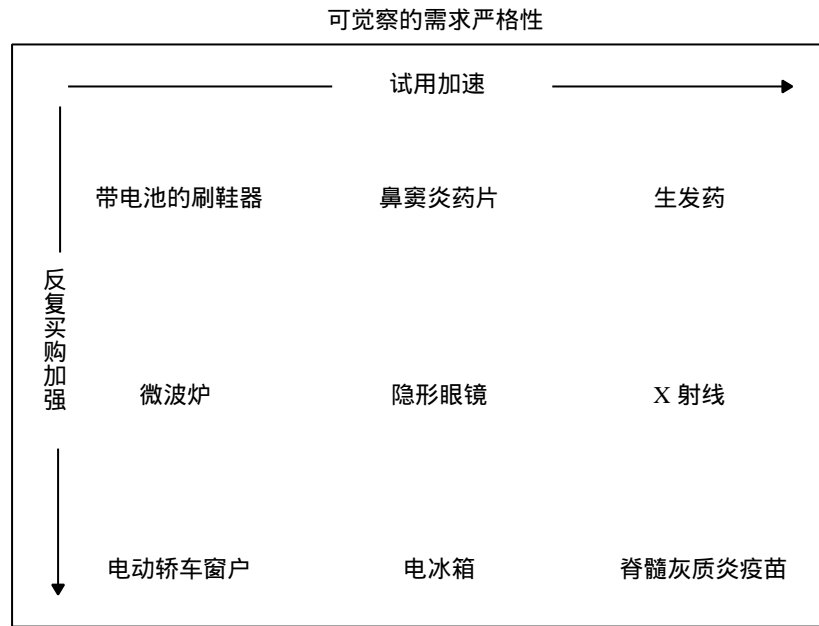 可觉察的需求严格性
试用加速
带电池的刷鞋器
鼻窦炎药片
生发药
反复买购加强
微波炉
隐形眼镜
X 射线
电动轿车窗户
电冰箱
脊髓灰质炎疫苗